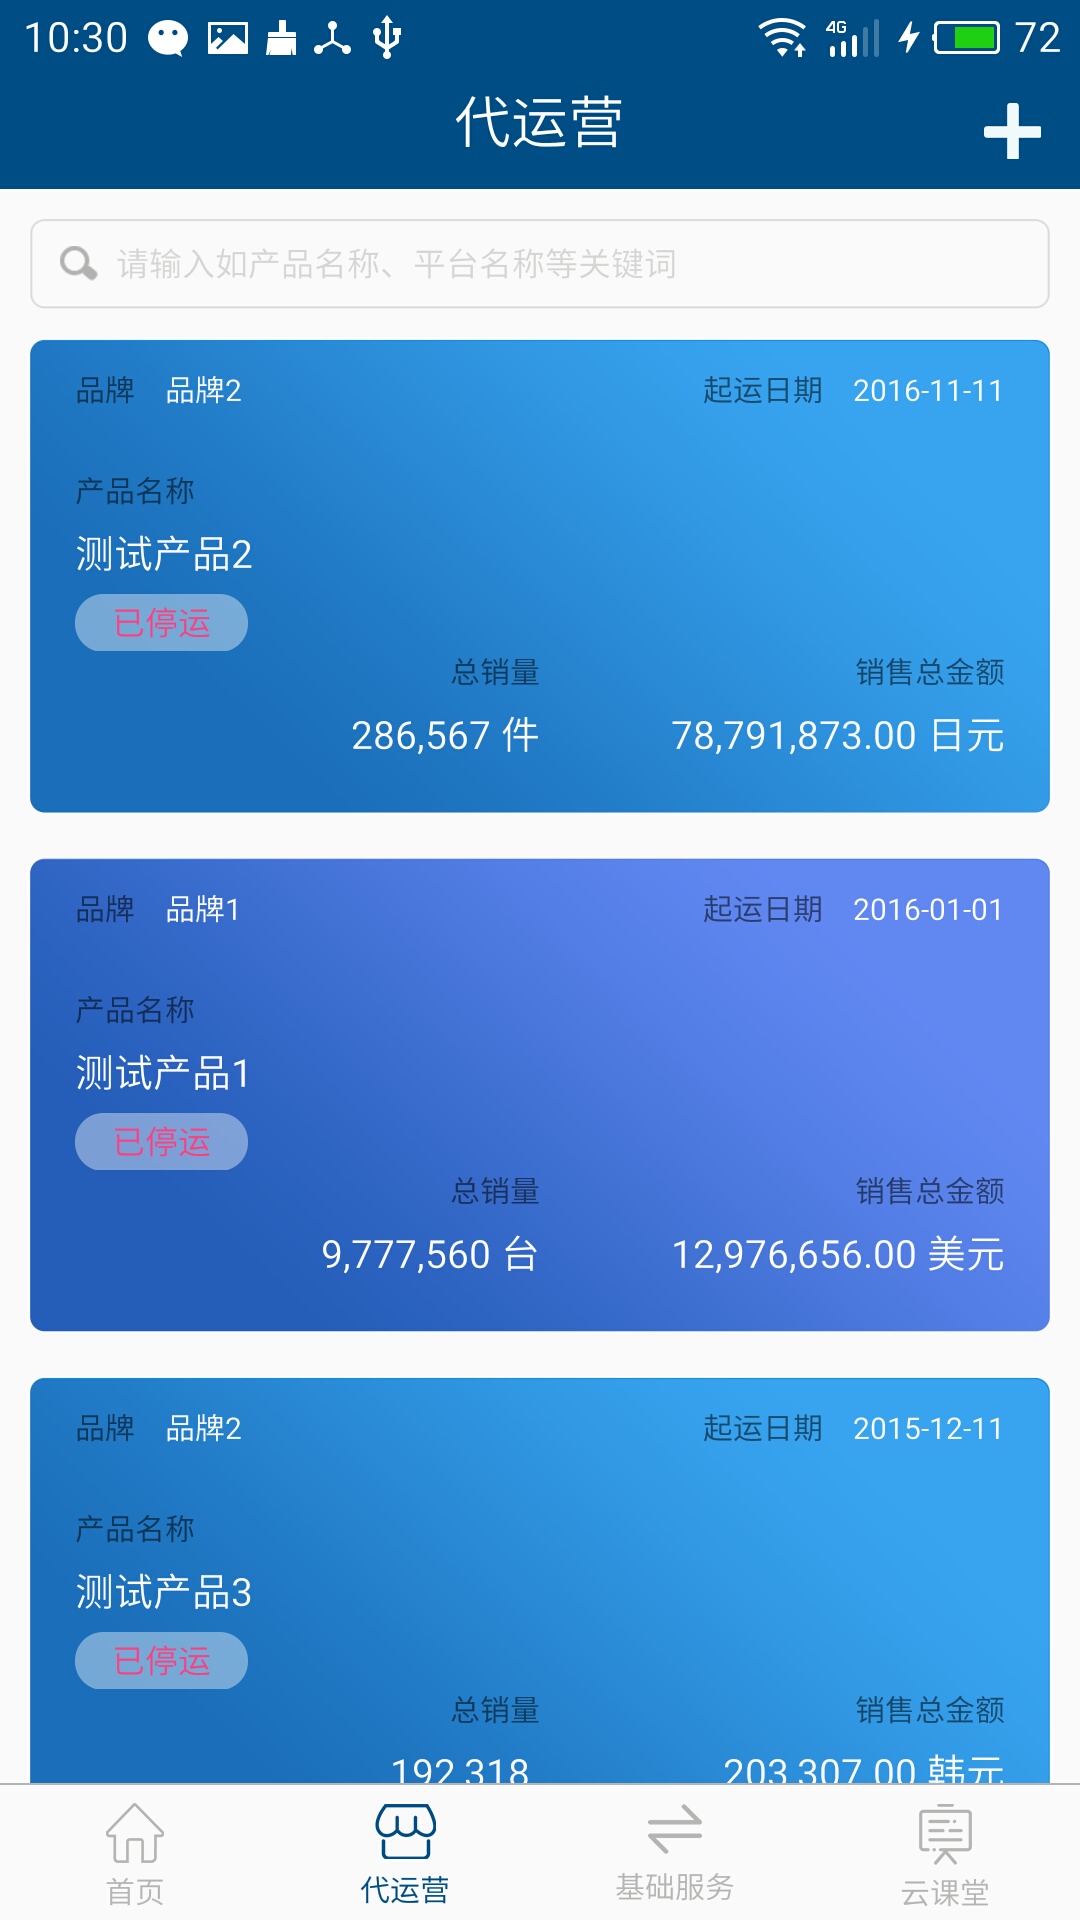 10:30 4G 72
代运营
请输入如产品名称、平台名称等关键词
品牌 品牌2 起运日期 2016-11-11
产品名称
测试产品2
已停运
总销量 销售总金额
286,567 件 78,791,873.00 日元
品牌 品牌1 起运日期 2016-01-01
产品名称
测试产品1
已停运
总销量 销售总金额
9,777,560 台 12,976,656.00 美元
品牌 品牌2 起运日期 2015-12-11
产品名称
测试产品3
已停运
总销量 销售总金额
192,318 203,307.00 韩元
首页 代运营 基础服务 云课堂